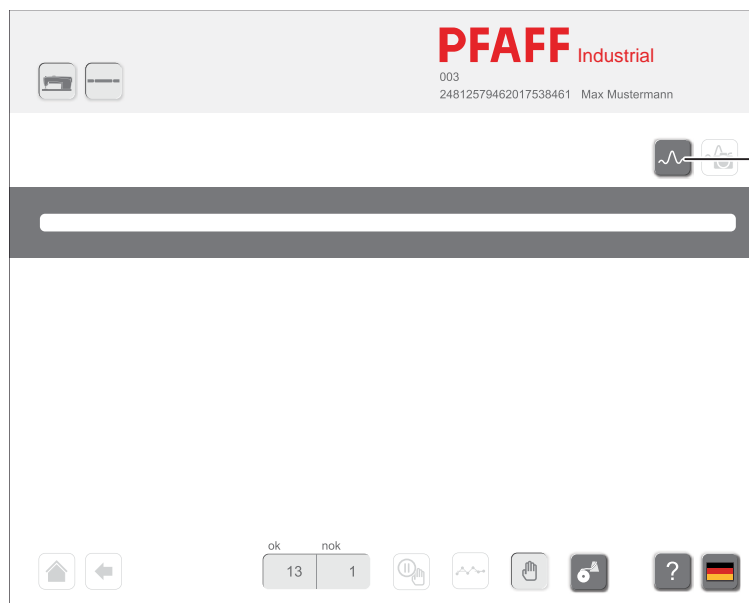 PFAFF Industrial
003
24812579462017538461 Max Mustermann
ok nok
13 1
?